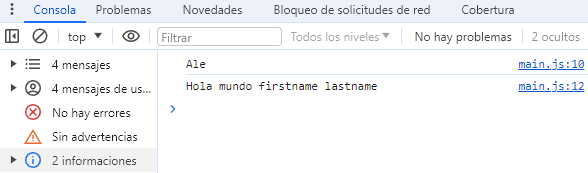 Consola Problemas Novedades Bloqueo de solicitudes de red Cobertura
top Filtrar Todos los niveles No hay problemas 2 ocultos
4 mensajes
4 mensajes de us...
No hay errores
Sin advertencias
2 informaciones
Ale main.js:10
Hola mundo firstname lastname main.js:12